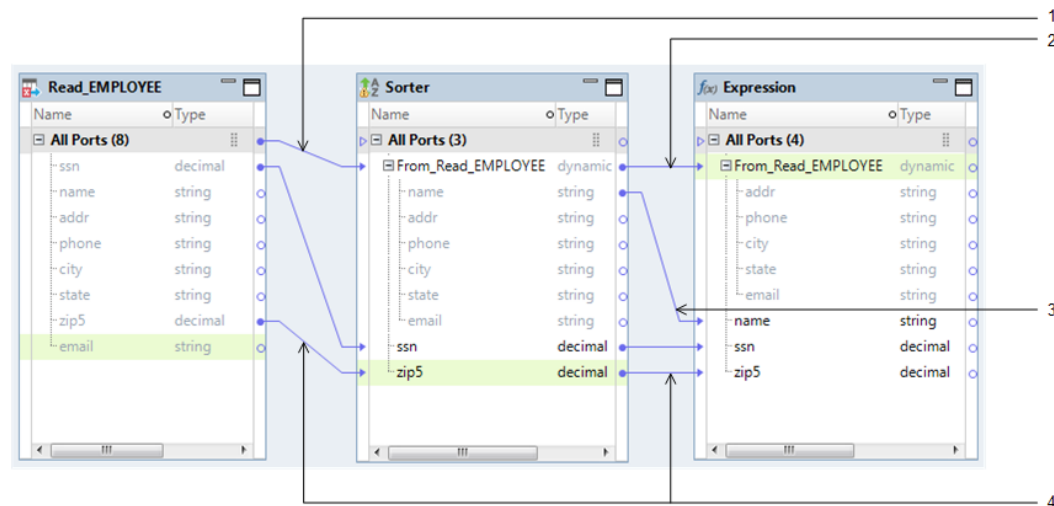 1
2
Read_EMPLOYEE
Name Type
All Ports (8)
ssn decimal
name string
addr string
phone string
city string
state string
zip5 decimal
email string
Sorter
Name Type
All Ports (3)
From_Read_EMPLOYEE dynamic
name string
addr string
phone string
city string
state string
email string
ssn decimal
zip5 decimal
f(x) Expression
Name Type
All Ports (4)
From_Read_EMPLOYEE dynamic
addr string
phone string
city string
state string
email string
name string
ssn decimal
zip5 decimal
3
4